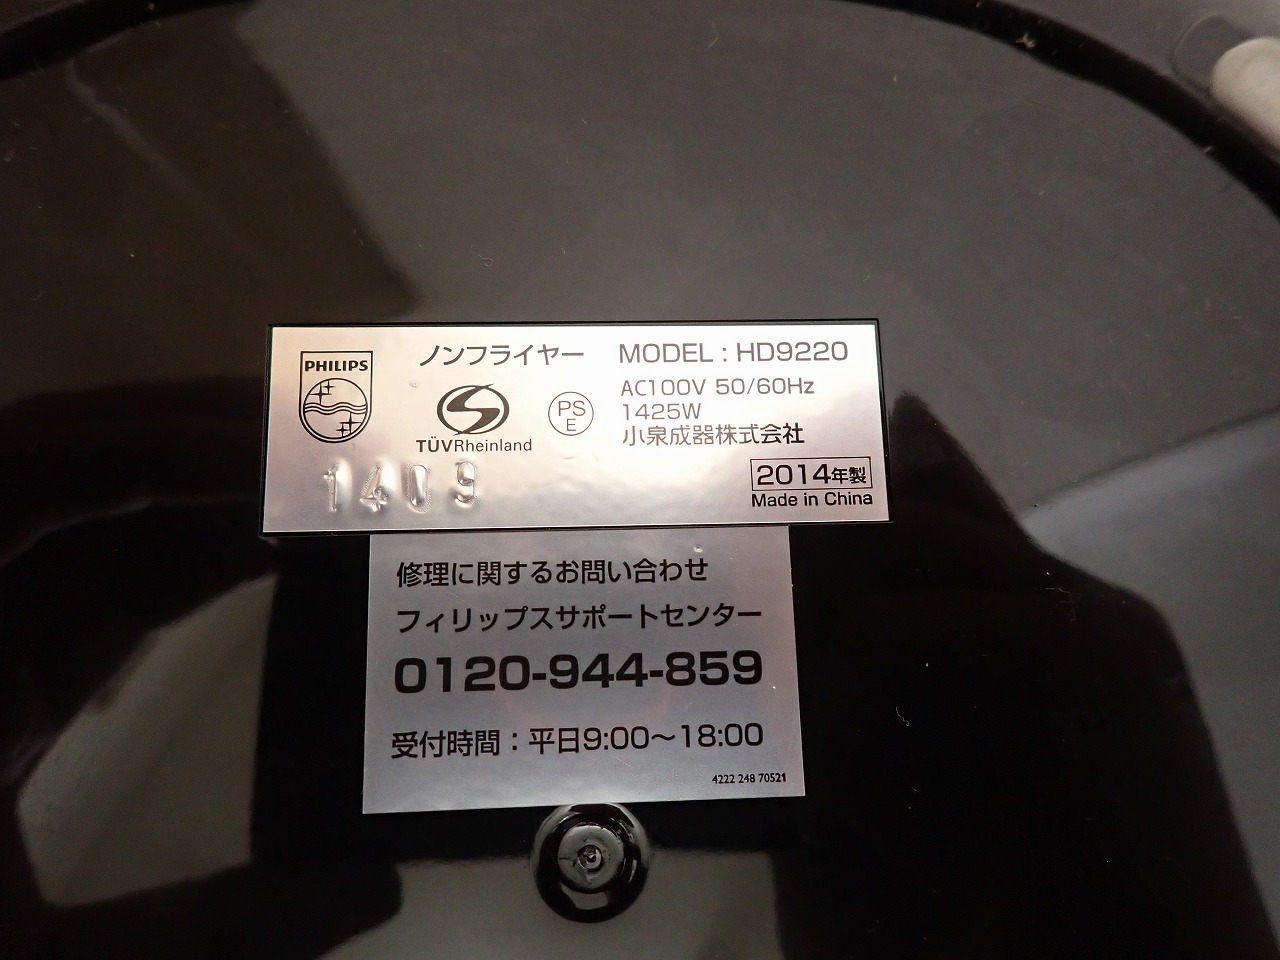 PHILIPS
ノンフライヤー MODEL : HD9220
TÜVRheinland
PS
E
AC100V 50/60Hz
1425W
小泉成器株式会社
1409
2014年製
Made in China
修理に関するお問い合わせ
フィリップスサポートセンター
0120-944-859
受付時間：平日9:00～18:00
4222 248 70521